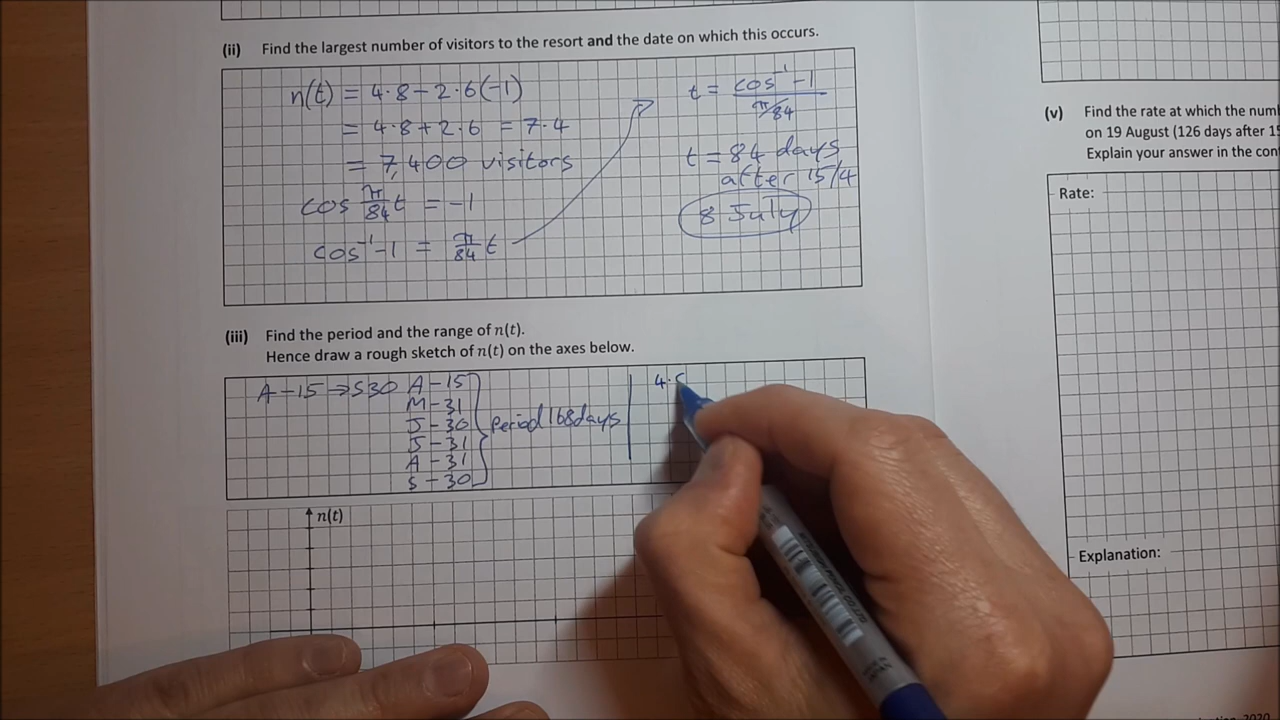 (ii) Find the largest number of visitors to the resort and the date on which this occurs.
n(t) = 4.8 - 2.6(-1)
= 4.8 + 2.6 = 7.4
= 7,400 visitors
cos π/84 t = -1
cos⁻¹ -1 = π/84 t
t = cos⁻¹ -1 / π/84
t = 84 days
after 15/4
8 July
(iii) Find the period and the range of n(t).
Hence draw a rough sketch of n(t) on the axes below.
A-15 → S30
A-15
M-31
J-30
J-31
A-31
S-30
Period 168 days
4.
n(t)
(v) Find the rate at which the num
on 19 August (126 days after 15
Explain your answer in the con
Rate:
Explanation:
2020